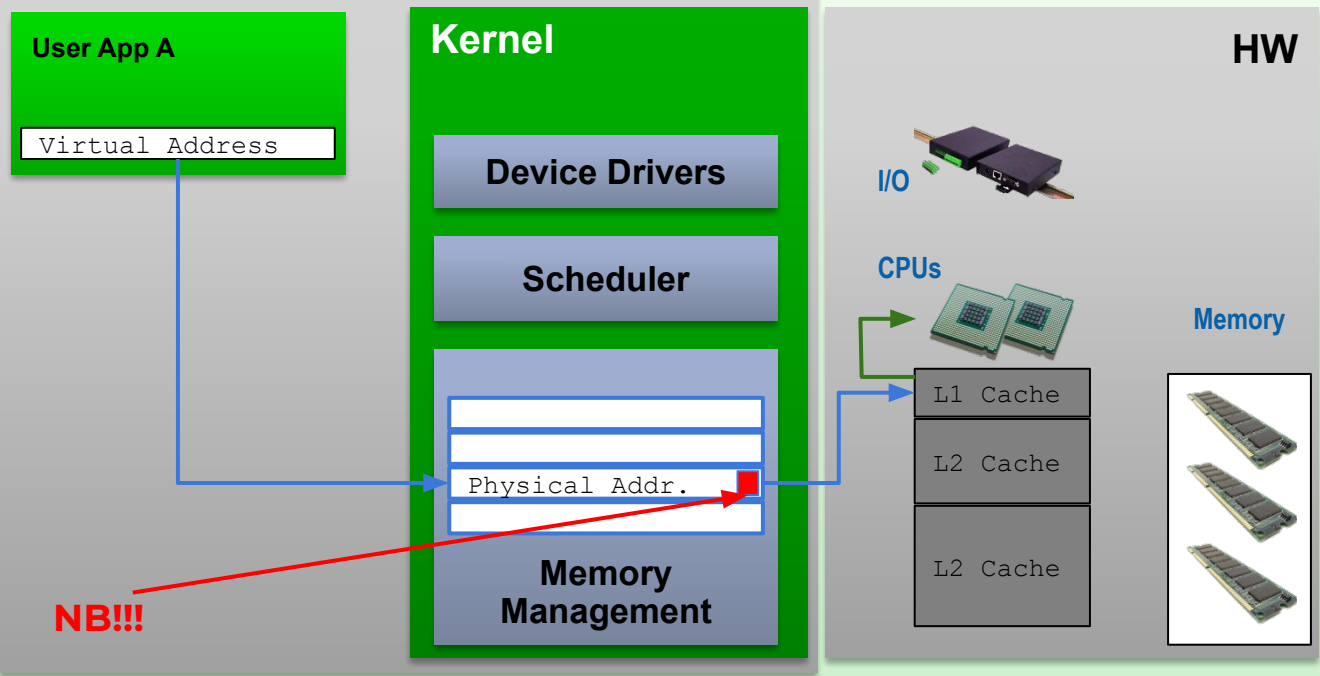 User App A
Virtual Address
Kernel
Device Drivers
Scheduler
Physical Addr.
Memory
Management
NB!!!
HW
I/O
CPUs
Memory
L1 Cache
L2 Cache
L2 Cache